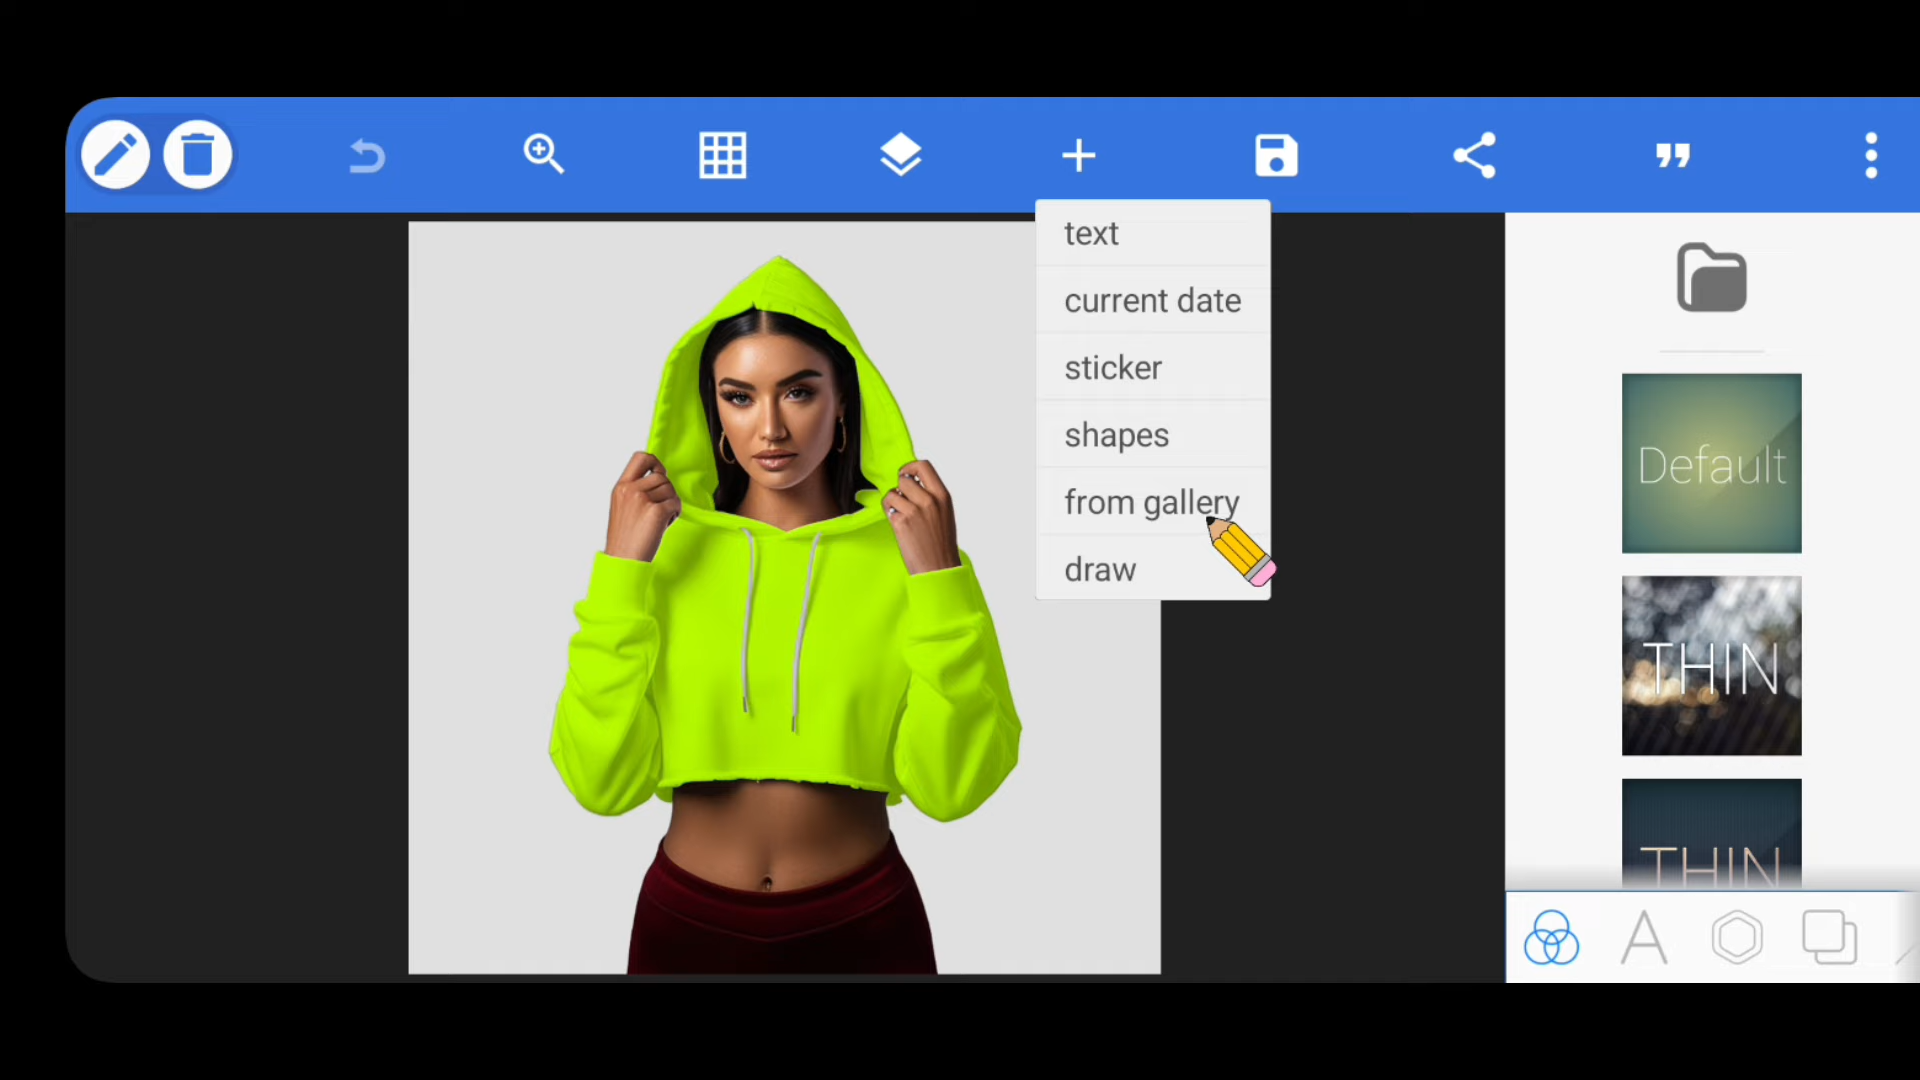 text
current date
sticker
shapes
from gallery
draw
Default
THIN
THIN